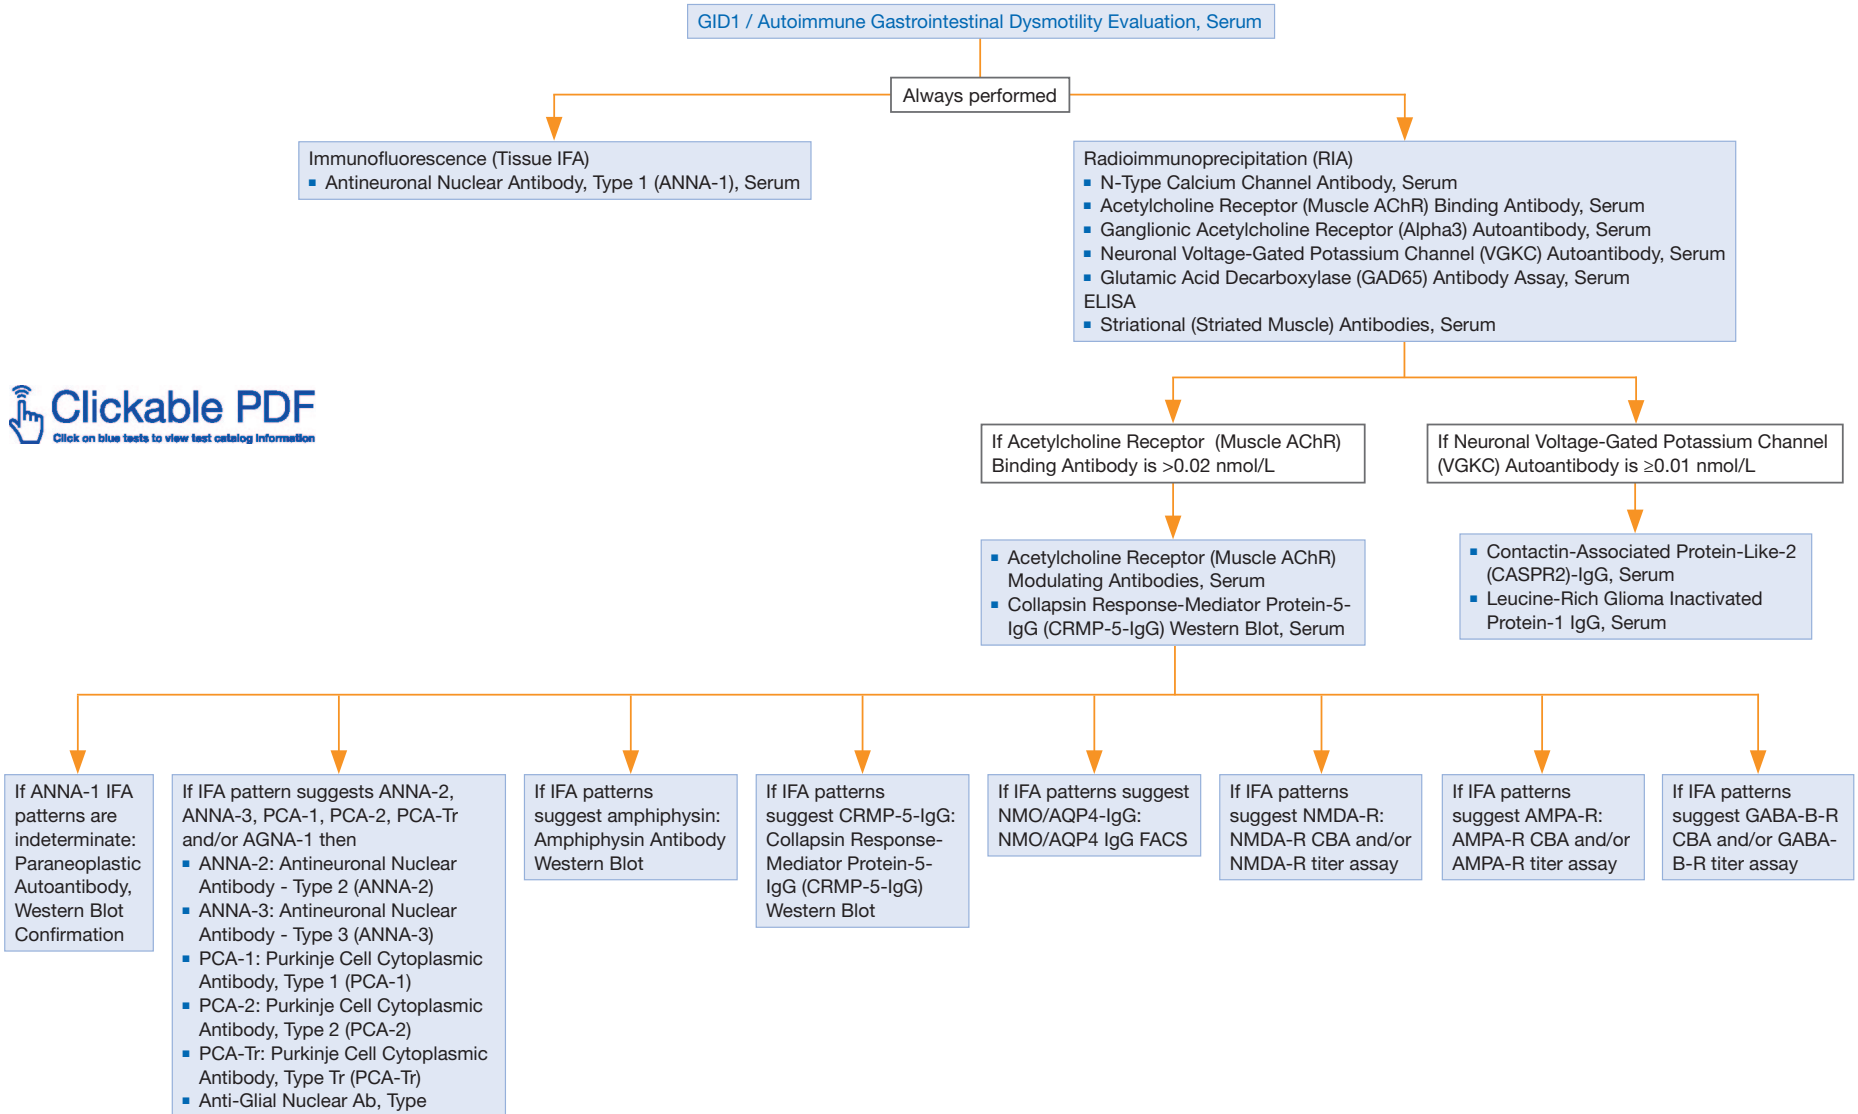 GID1 / Autoimmune Gastrointestinal Dysmotility Evaluation, Serum
Always performed
Immunofluorescence (Tissue IFA)
▪ Antineuronal Nuclear Antibody, Type 1 (ANNA-1), Serum
Radioimmunoprecipitation (RIA)
▪ N-Type Calcium Channel Antibody, Serum
▪ Acetylcholine Receptor (Muscle AChR) Binding Antibody, Serum
▪ Ganglionic Acetylcholine Receptor (Alpha3) Autoantibody, Serum
▪ Neuronal Voltage-Gated Potassium Channel (VGKC) Autoantibody, Serum
▪ Glutamic Acid Decarboxylase (GAD65) Antibody Assay, Serum
ELISA
▪ Striational (Striated Muscle) Antibodies, Serum
Clickable PDF
Click on blue tests to view test catalog information
If Acetylcholine Receptor (Muscle AChR)
Binding Antibody is >0.02 nmol/L
If Neuronal Voltage-Gated Potassium Channel
(VGKC) Autoantibody is ≥0.01 nmol/L
▪ Acetylcholine Receptor (Muscle AChR)
Modulating Antibodies, Serum
▪ Collapsin Response-Mediator Protein-5-
IgG (CRMP-5-IgG) Western Blot, Serum
▪ Contactin-Associated Protein-Like-2
(CASPR2)-IgG, Serum
▪ Leucine-Rich Glioma Inactivated
Protein-1 IgG, Serum
If ANNA-1 IFA
patterns are
indeterminate:
Paraneoplastic
Autoantibody,
Western Blot
Confirmation
If IFA pattern suggests ANNA-2,
ANNA-3, PCA-1, PCA-2, PCA-Tr
and/or AGNA-1 then
▪ ANNA-2: Antineuronal Nuclear
Antibody - Type 2 (ANNA-2)
▪ ANNA-3: Antineuronal Nuclear
Antibody - Type 3 (ANNA-3)
▪ PCA-1: Purkinje Cell Cytoplasmic
Antibody, Type 1 (PCA-1)
▪ PCA-2: Purkinje Cell Cytoplasmic
Antibody, Type 2 (PCA-2)
▪ PCA-Tr: Purkinje Cell Cytoplasmic
Antibody, Type Tr (PCA-Tr)
▪ Anti-Glial Nuclear Ab, Type
If IFA patterns
suggest amphiphysin:
Amphiphysin Antibody
Western Blot
If IFA patterns
suggest CRMP-5-IgG:
Collapsin Response-
Mediator Protein-5-
IgG (CRMP-5-IgG)
Western Blot
If IFA patterns suggest
NMO/AQP4-IgG:
NMO/AQP4 IgG FACS
If IFA patterns
suggest NMDA-R:
NMDA-R CBA and/or
NMDA-R titer assay
If IFA patterns
suggest AMPA-R:
AMPA-R CBA and/or
AMPA-R titer assay
If IFA patterns
suggest GABA-B-R
CBA and/or GABA-
B-R titer assay